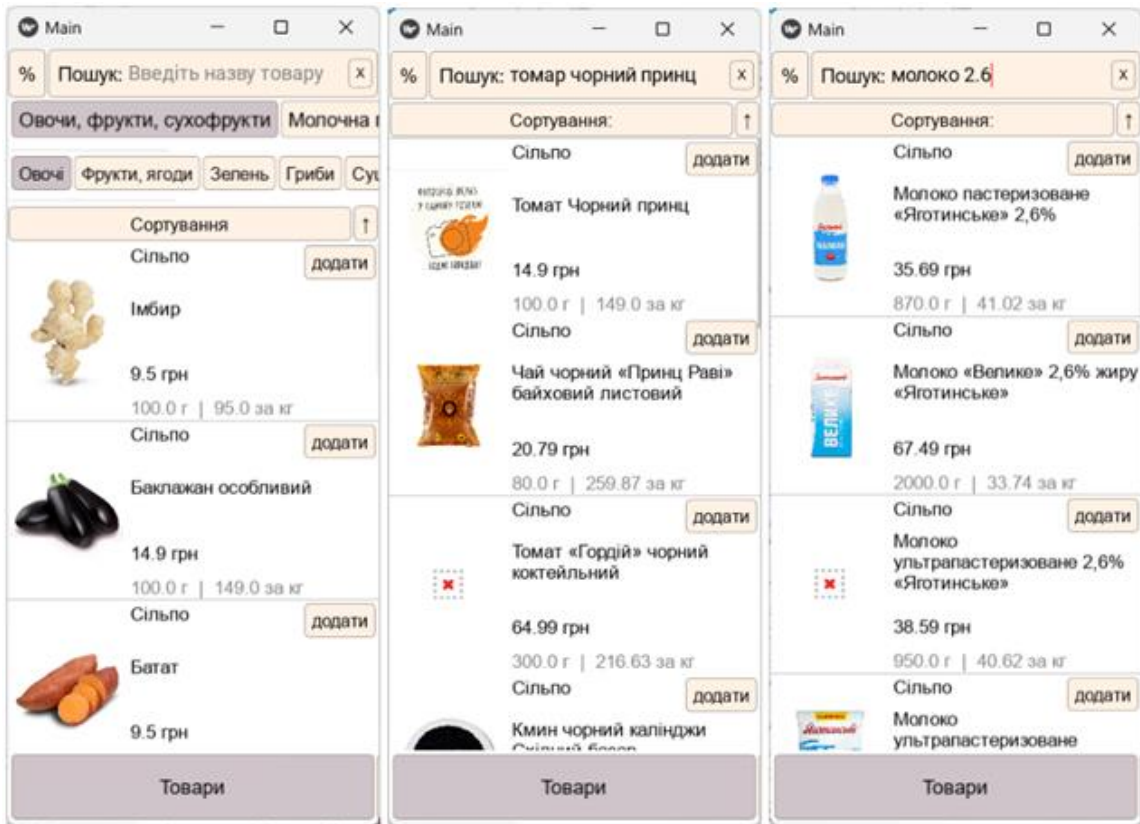 Main
%
Пошук: Введіть назву товару
x
Овочи, фрукти, сухофрукти
Молочна
Овочі
Фрукти, ягоди
Зелень
Гриби
Суш
Сортування
↑
Сільпо
додати
Імбир
9.5 грн
100.0 г | 95.0 за кг
Сільпо
додати
Баклажан особливий
14.9 грн
100.0 г | 149.0 за кг
Сільпо
додати
Батат
9.5 грн
Товари
Main
%
Пошук: томар чорний принц
x
Сортування:
↑
Сільпо
додати
Томат Чорний принц
14.9 грн
100.0 г | 149.0 за кг
Сільпо
додати
Чай чорний «Принц Раві»
байховий листовий
20.79 грн
80.0 г | 259.87 за кг
Сільпо
додати
Томат «Гордій» чорний
коктейльний
64.99 грн
300.0 г | 216.63 за кг
Сільпо
додати
Кмин чорний калінджи
Товари
Main
%
Пошук: молоко 2.6
x
Сортування:
↑
Сільпо
додати
Молоко пастеризоване
«Яготинське» 2,6%
35.69 грн
870.0 г | 41.02 за кг
Сільпо
додати
ВЕЛИКЕ
Молоко «Велике» 2,6% жиру
«Яготинське»
67.49 грн
2000.0 г | 33.74 за кг
Сільпо
додати
Молоко
ультрапастеризоване 2,6%
«Яготинське»
38.59 грн
950.0 г | 40.62 за кг
Сільпо
додати
Молоко
ультрапастеризоване
Товари